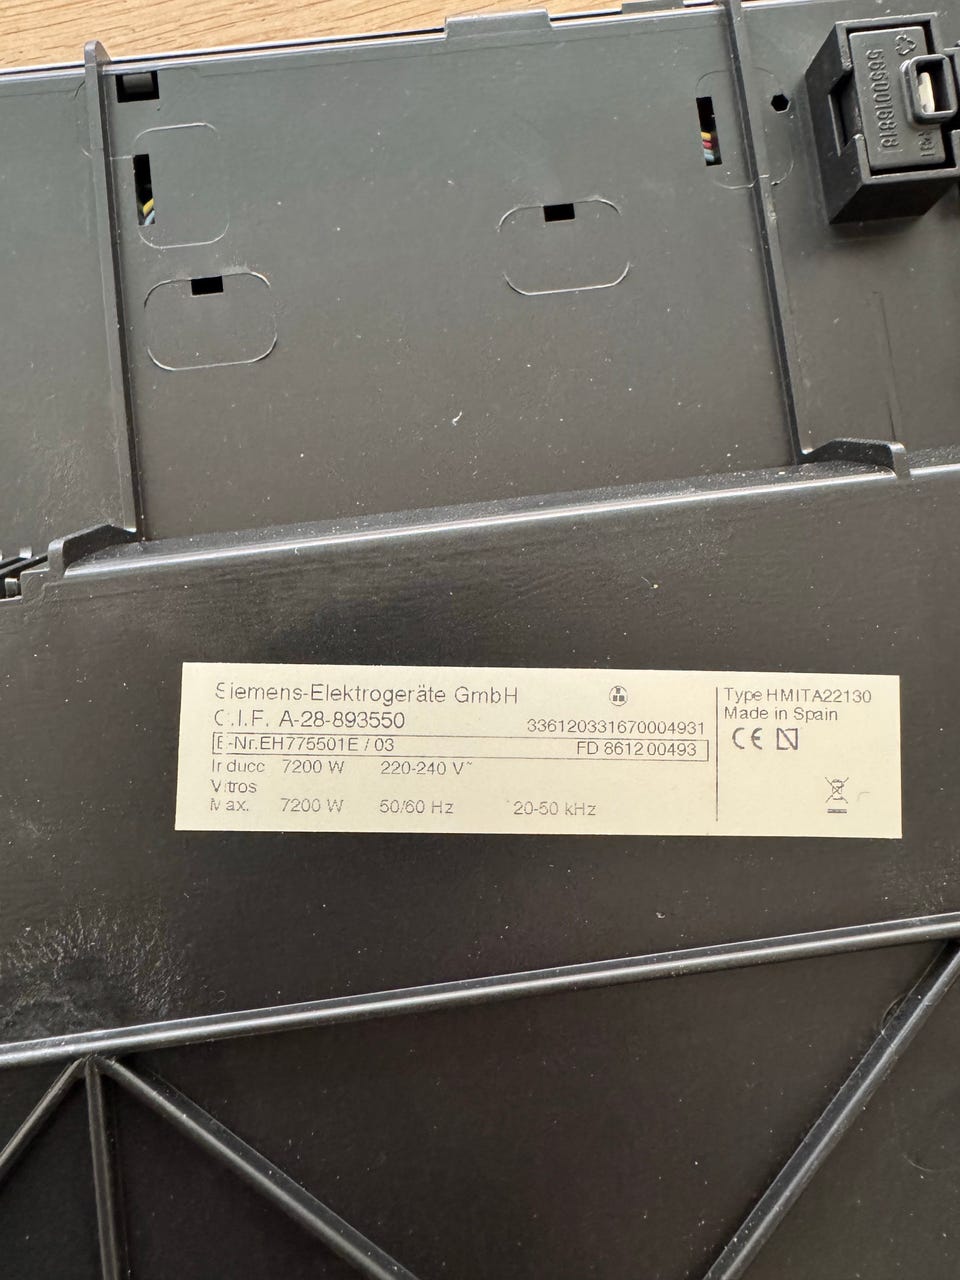 5650016818
Siemens-Elektrogeräte GmbH
C.I.F. A-28-893550
336120331670004931
E-Nr.EH775501E / 03
FD 8612 00493
Inducc 7200 W 220-240 V~
Vitros
Max. 7200 W 50/60 Hz 20-50 kHz
Type HMITA22130
Made in Spain
CE N